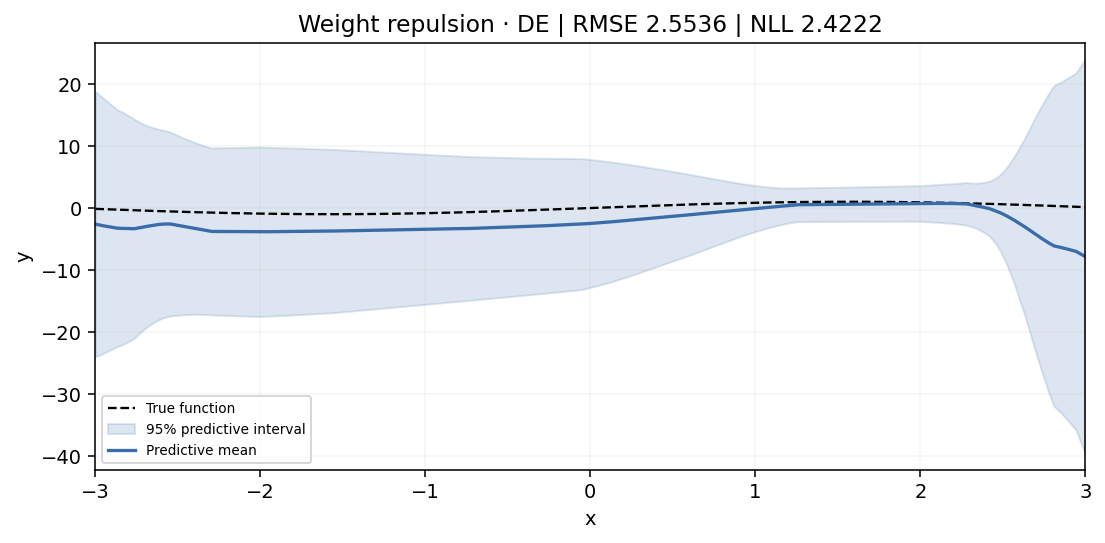 Weight repulsion · DE | RMSE 2.5536 | NLL 2.4222
20
10
0
−10
−20
−30
−40
y
True function
95% predictive interval
Predictive mean
−3 −2 −1 0 1 2 3
x